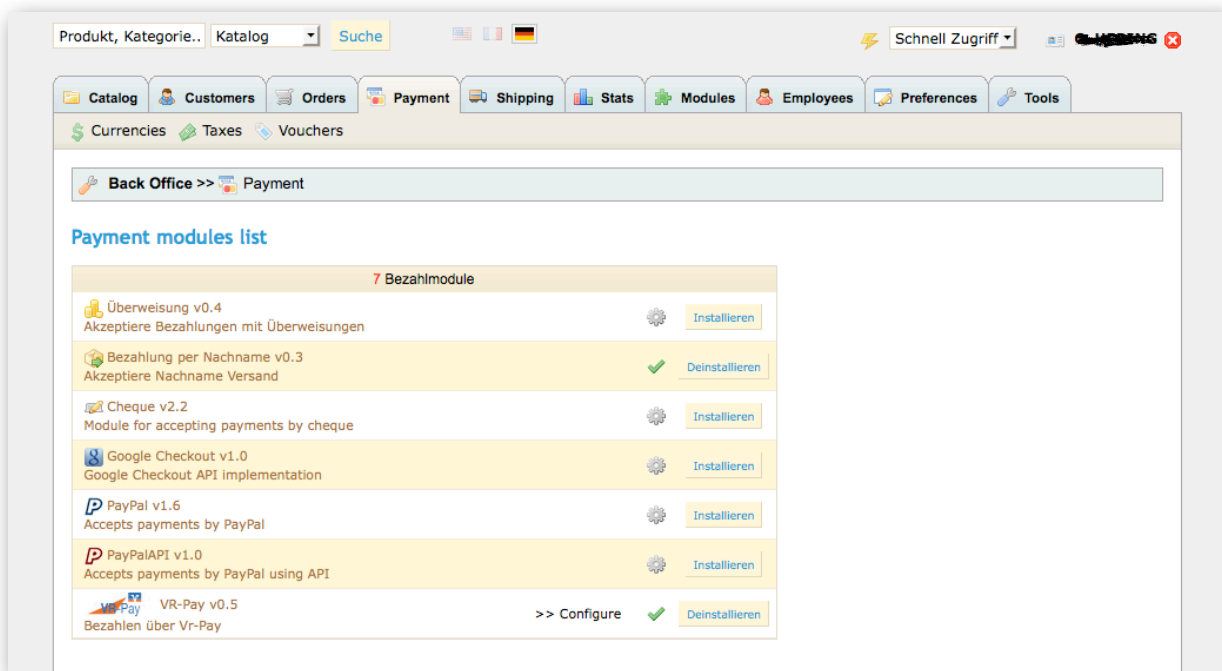 Produkt, Kategorie.. Katalog Suche Schnell Zugriff
Catalog Customers Orders Payment Shipping Stats Modules Employees Preferences Tools
Currencies Taxes Vouchers
Back Office >> Payment
Payment modules list
7 Bezahlmodule
Überweisung v0.4
Akzeptiere Bezahlungen mit Überweisungen
Installieren
Bezahlung per Nachname v0.3
Akzeptiere Nachname Versand
Deinstallieren
Cheque v2.2
Module for accepting payments by cheque
Installieren
Google Checkout v1.0
Google Checkout API implementation
Installieren
PayPal v1.6
Accepts payments by PayPal
Installieren
PayPalAPI v1.0
Accepts payments by PayPal using API
Installieren
VR-Pay VR-Pay v0.5
Bezahlen über Vr-Pay
>> Configure Deinstallieren